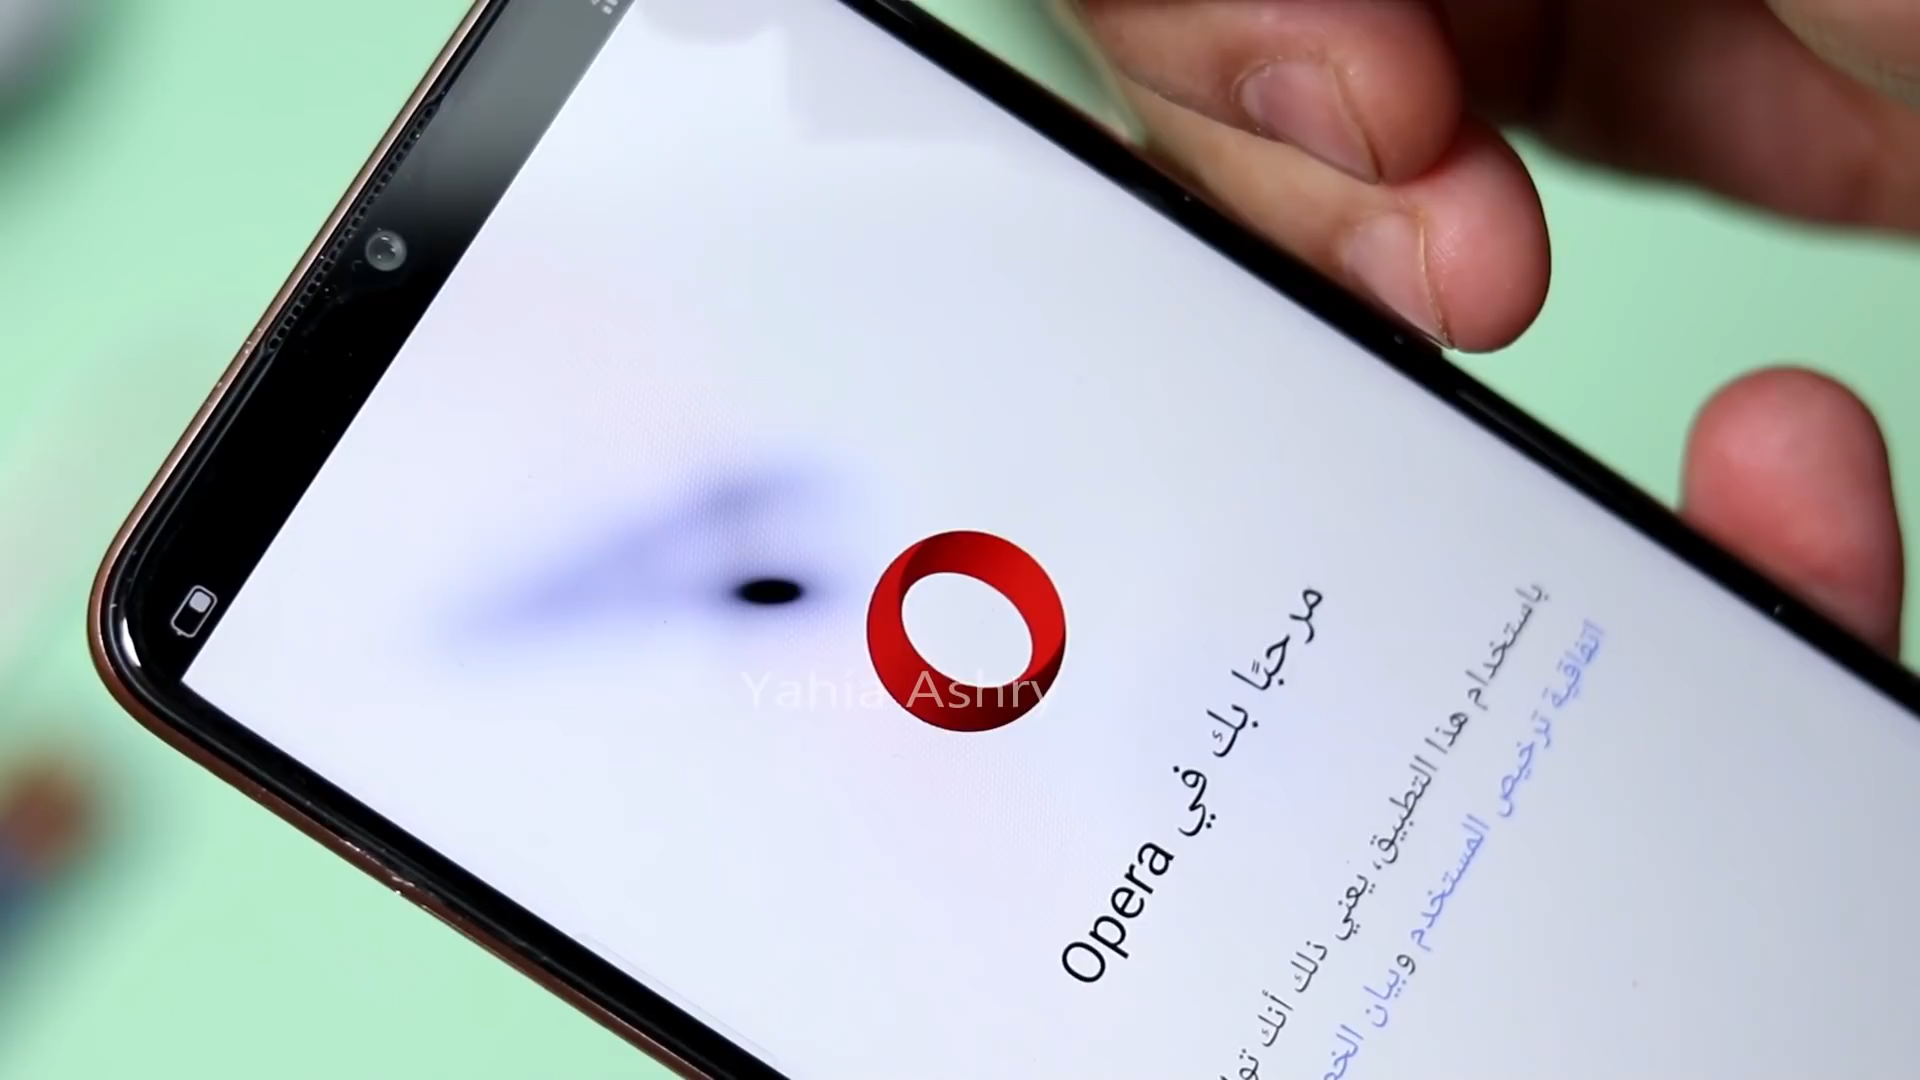 Yahia Ashry
مرحبًا بك في Opera
باستخدام هذا التطبيق، يعني ذلك أنك
اتفاقية ترخيص المستخدم وبيان